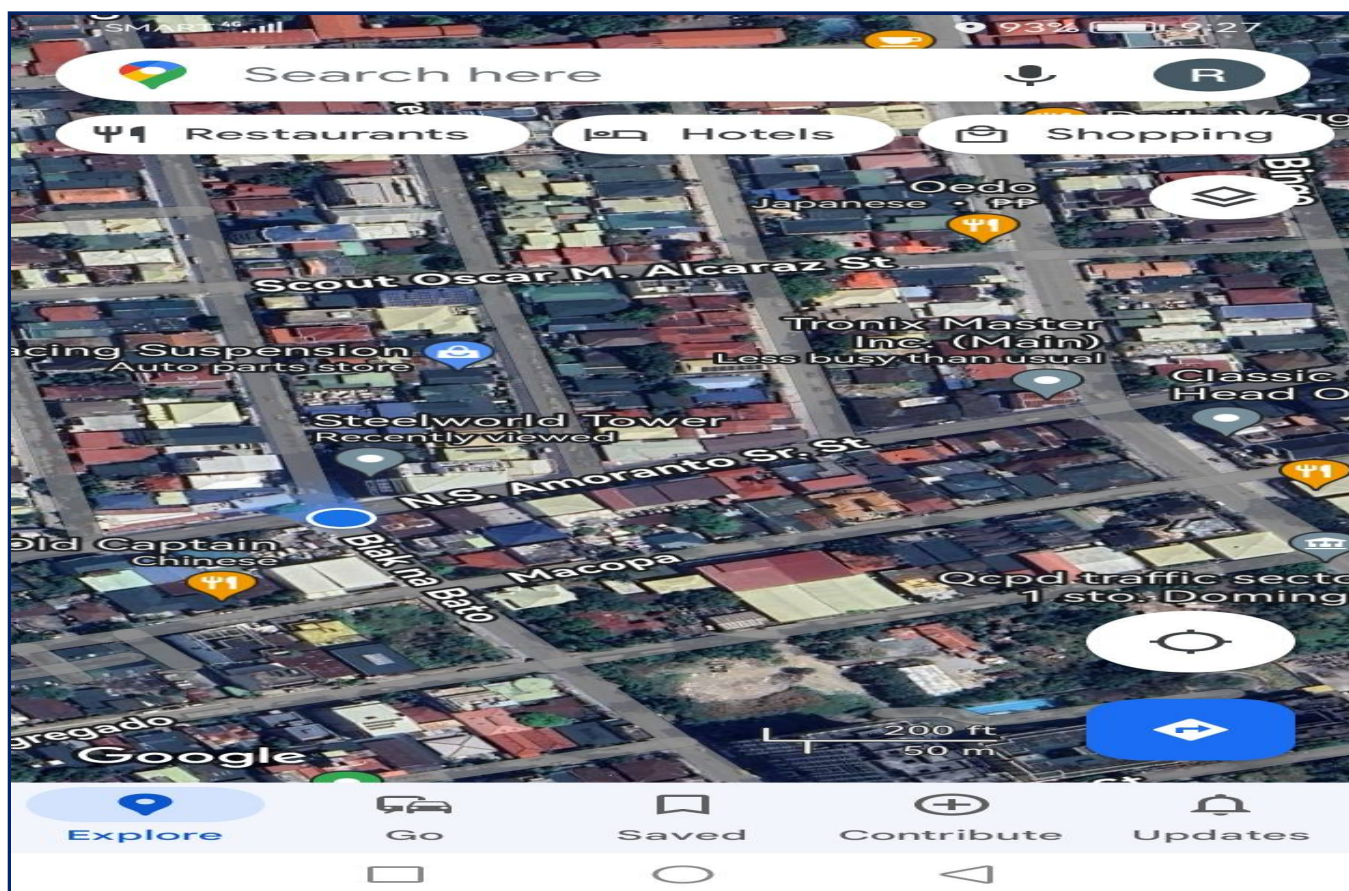 SMART 4G 93% 9:27
Search here R
Restaurants Hotels Shopping
Oedo
Japanese • ₱₱
Scout Oscar M. Alcaraz St
acing Suspension
Auto parts store
Tronix Master
Inc. (Main)
Less busy than usual
Classic
Head O
Steelworld Tower
Recently viewed
N.S. Amoranto Sr. St
Old Captain
Chinese
Biak na Bato
Macopa
Qcpd traffic secto
1 sto. Doming
gregado
Google
200 ft
50 m
St
Explore Go Saved Contribute Updates